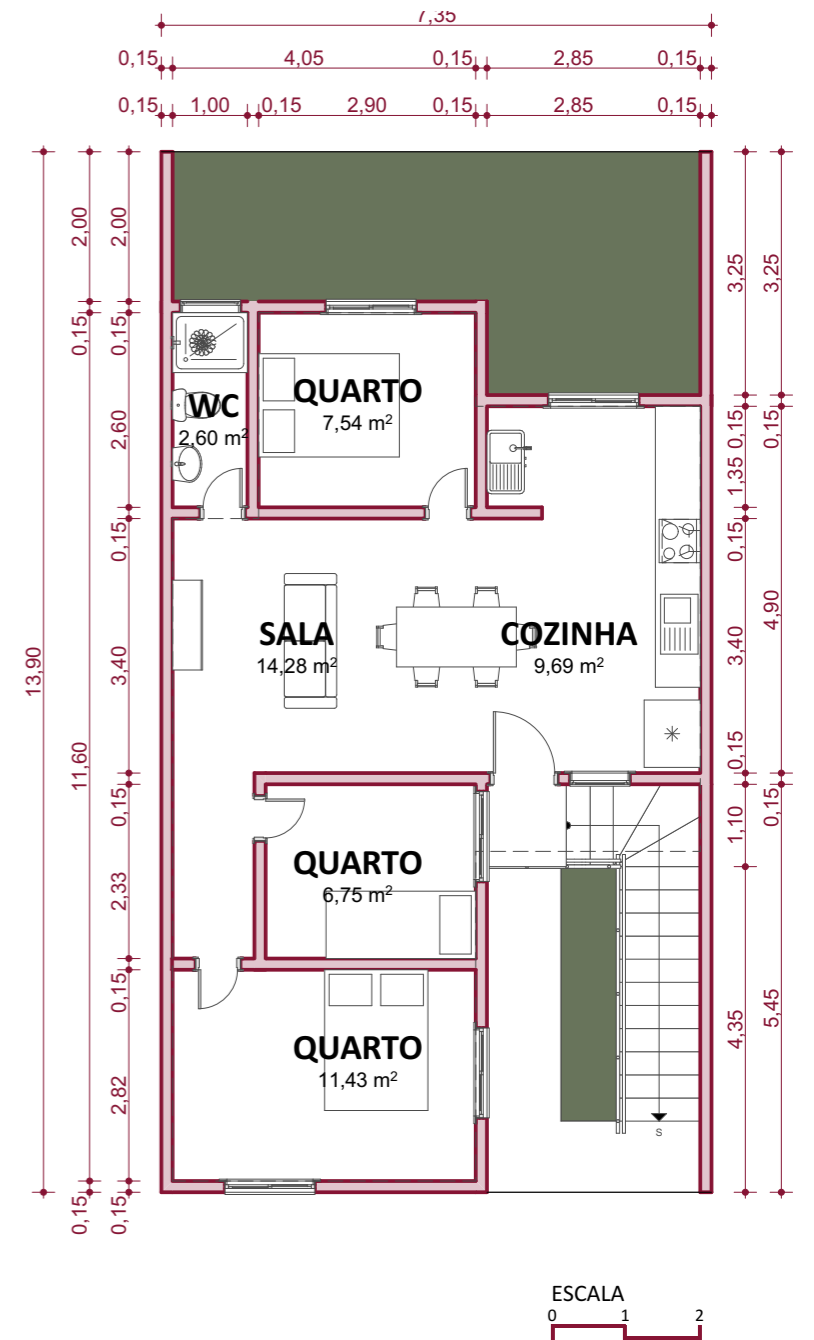 7,35
0,15 4,05 0,15 2,85 0,15
0,15 1,00 0,15 2,90 0,15 2,85 0,15
2,00 2,00 3,25 3,25
0,15 0,15
QUARTO
7,54 m²
WC
2,60 m²
2,60 0,15 0,15
1,35
0,15 0,15
SALA
14,28 m²
COZINHA
9,69 m²
13,90 11,60 3,40 3,40 4,90
0,15 0,15 0,15
1,10
QUARTO
6,75 m²
2,33
0,15 4,35 5,45
QUARTO
11,43 m²
2,82
S
0,15 0,15
ESCALA
0 1 2